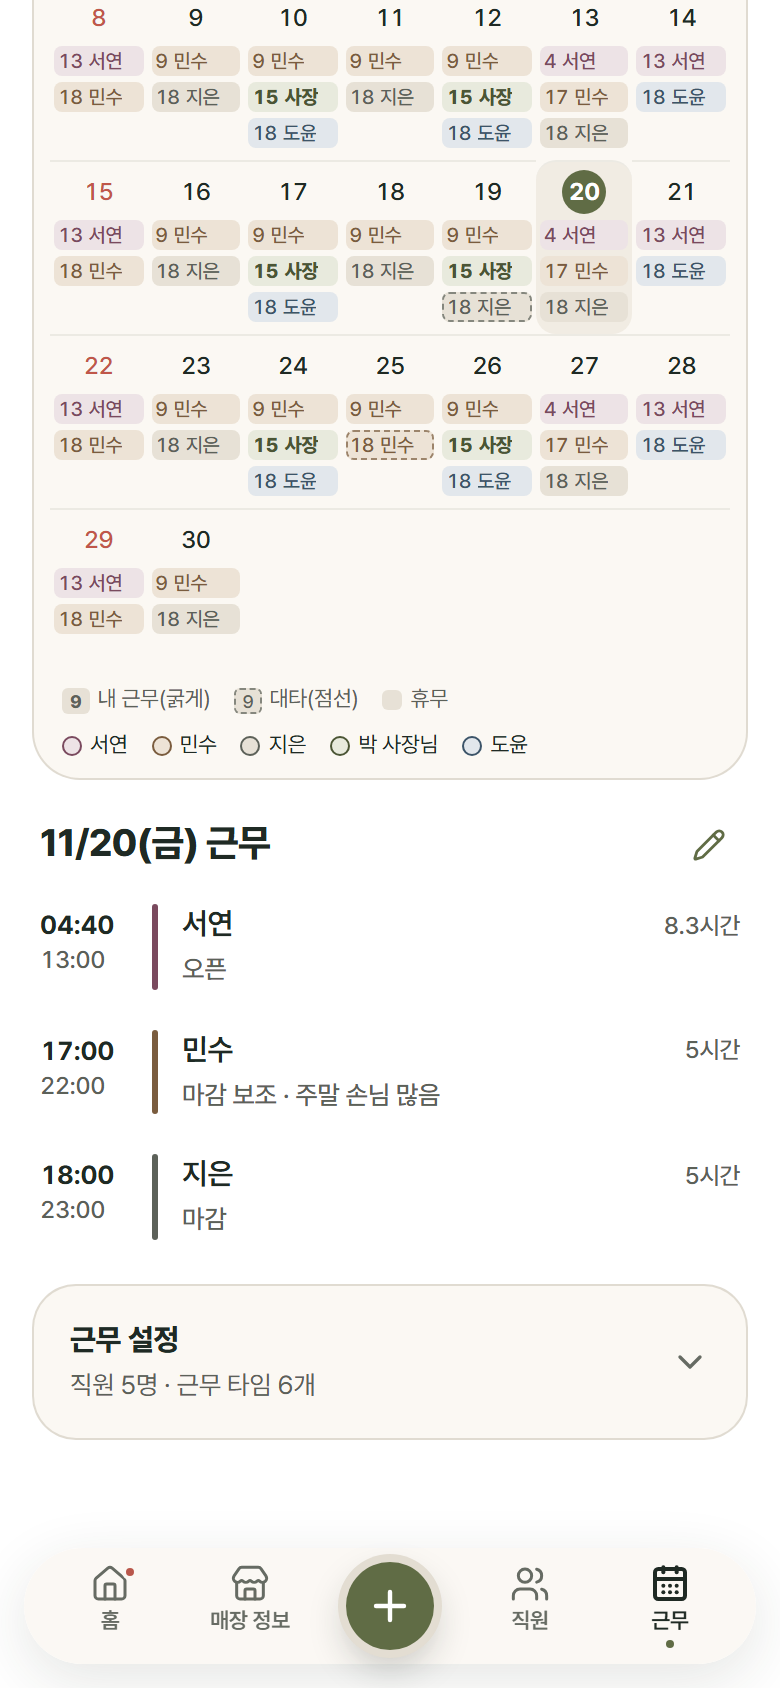 8 9 10 11 12 13 14
13 서연 9 민수 9 민수 9 민수 9 민수 4 서연 13 서연
18 민수 18 지은 15 사장 18 지은 15 사장 17 민수 18 도윤
18 도윤 18 도윤 18 지은
15 16 17 18 19 20 21
13 서연 9 민수 9 민수 9 민수 9 민수 4 서연 13 서연
18 민수 18 지은 15 사장 18 지은 15 사장 17 민수 18 도윤
18 도윤 18 지은 18 지은
22 23 24 25 26 27 28
13 서연 9 민수 9 민수 9 민수 9 민수 4 서연 13 서연
18 민수 18 지은 15 사장 18 민수 15 사장 17 민수 18 도윤
18 도윤 18 도윤 18 지은
29 30
13 서연 9 민수
18 민수 18 지은
9 내 근무(굵게) 9 대타(점선) 휴무
서연 민수 지은 박 사장님 도윤
11/20(금) 근무
04:40 서연 8.3시간
13:00 오픈
17:00 민수 5시간
22:00 마감 보조 · 주말 손님 많음
18:00 지은 5시간
23:00 마감
근무 설정
직원 5명 · 근무 타임 6개
홈 매장 정보 직원 근무